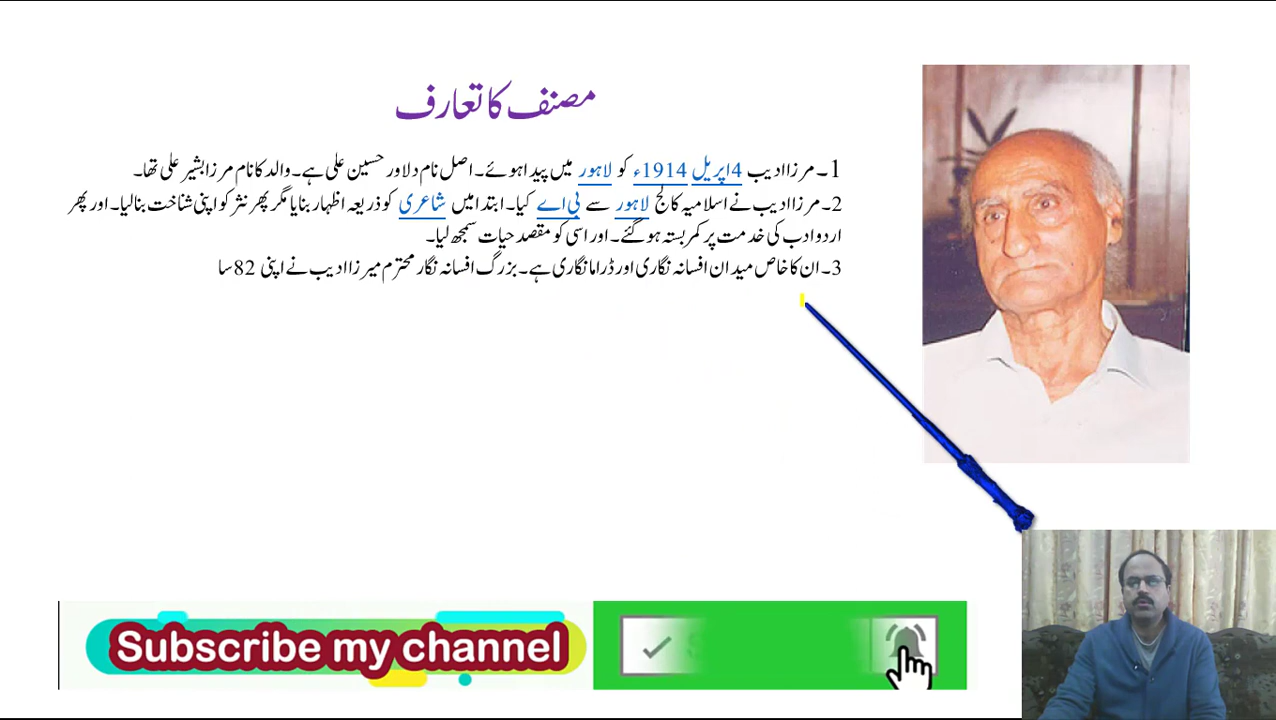 مصنف کا تعارف
1۔ مرزا ادیب 4 اپریل 1914ء کو لاہور میں پیدا ہوئے۔ اصل نام دلاور حسین علی ہے۔ والد کا نام مرزا بشیر علی تھا۔
2۔ مرزا ادیب نے اسلامیہ کالج لاہور سے بی اے کیا۔ ابتدا میں شاعری کو ذریعہ اظہار بنایا مگر پھر نثر کو اپنی شناخت بنا لیا۔ اور پھر
اردو ادب کی خدمت پر کمر بستہ ہو گئے۔ اور اسی کو مقصد حیات سمجھ لیا۔
3۔ ان کا خاص میدان افسانہ نگاری اور ڈراما نگاری ہے۔ بزرگ افسانہ نگار محترم میرزا ادیب نے اپنی 82 سا
Subscribe my channel